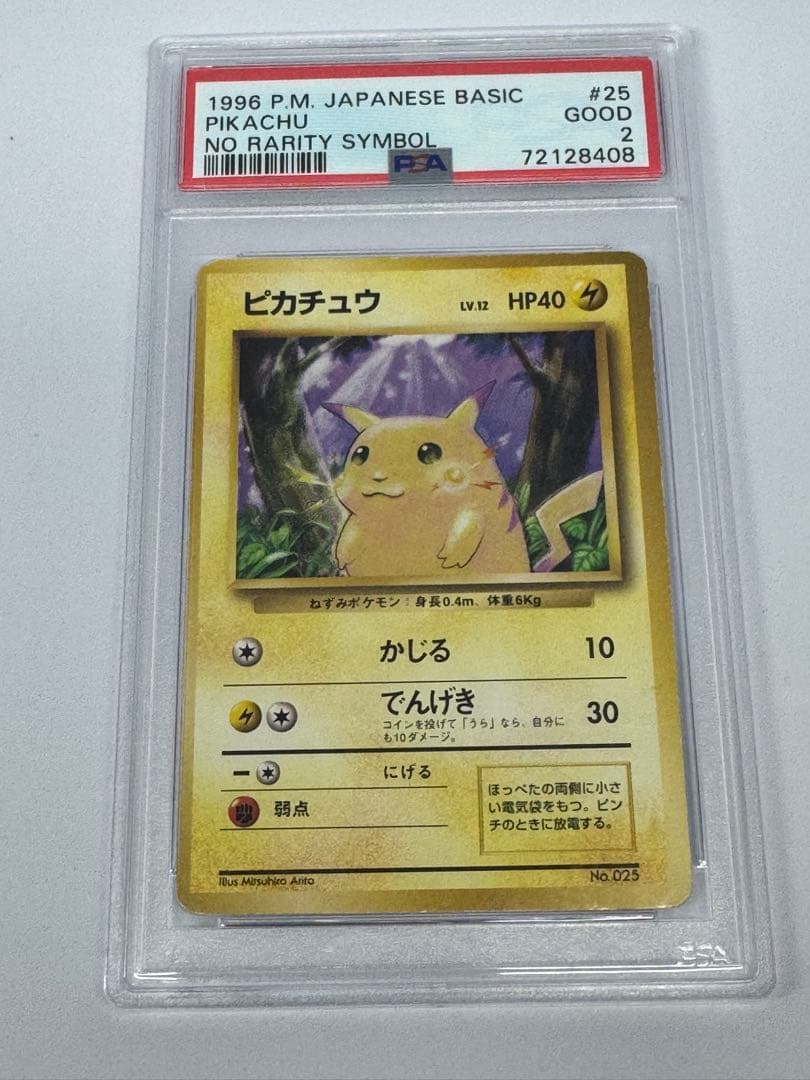 1996 P.M. JAPANESE BASIC #25
PIKACHU GOOD
NO RARITY SYMBOL 2
PSA 72128408
ピカチュウ LV.12 HP40
ねずみポケモン：身長0.4m、体重6Kg
かじる 10
でんげき 30
コインを投げて「うら」なら、自分に
も10ダメージ。
にげる
弱点
ほっぺたの両側に小さ
い電気袋をもつ。ピン
チのときに放電する。
Illus Mitsuhiro Arita No.025
PSA